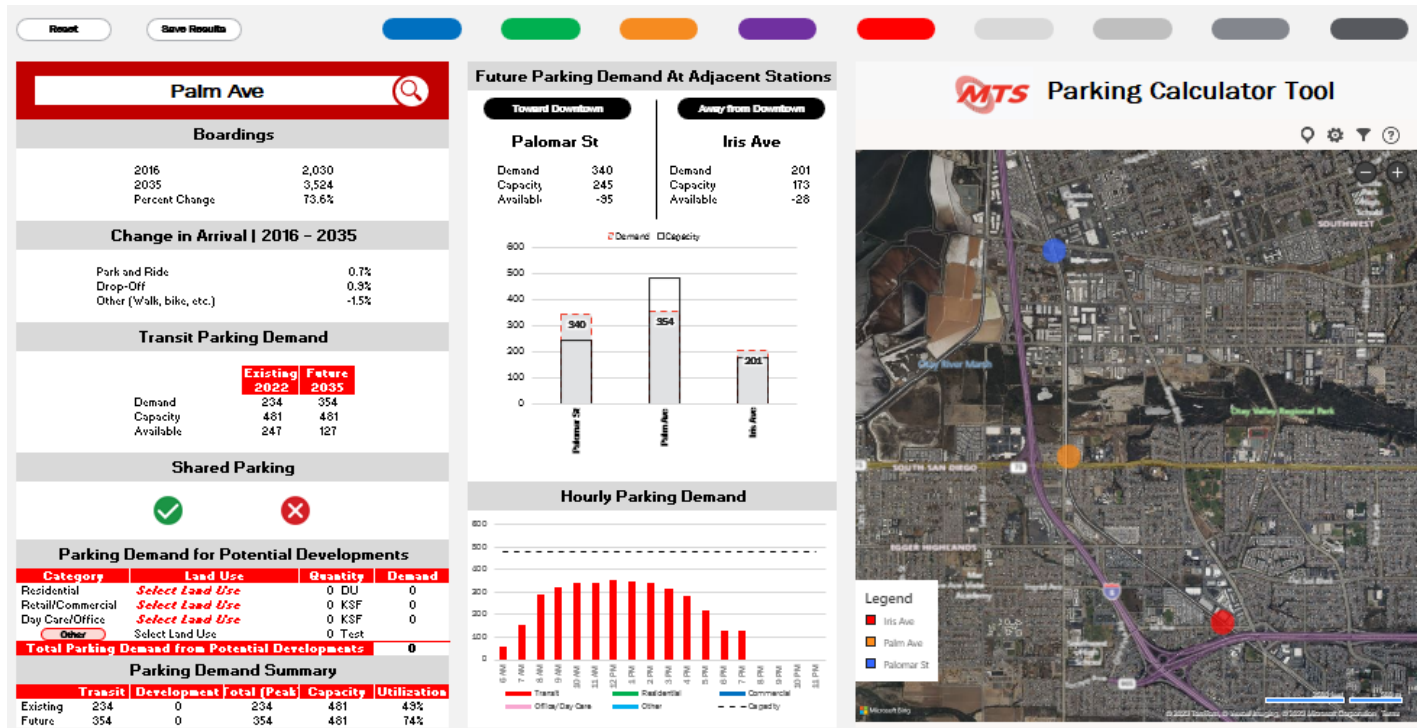 Reset
Save Results
Palm Ave
Boardings
2016 2,030
2035 3,524
Percent Change 73.6%
Change in Arrival | 2016 - 2035
Park and Ride 0.7%
Drop-Off 0.9%
Other (Walk, bike, etc.) -1.5%
Transit Parking Demand
Existing Future
2022 2035
Demand 234 354
Capacity 481 481
Available 247 127
Shared Parking
Parking Demand for Potential Developments
Category Land Use Quantity Demand
Residential Select Land Use 0 DU 0
Retail/Commercial Select Land Use 0 KSF 0
Day Care/Office Select Land Use 0 KSF 0
Other Select Land Use 0 Test
Total Parking Demand from Potential Developments 0
Parking Demand Summary
Transit Development Total (Peak Capacity Utilization
Existing 234 0 234 481 49%
Future 354 0 354 481 74%
Future Parking Demand At Adjacent Stations
Toward Downtown Away from Downtown
Palomar St Iris Ave
Demand 340 Demand 201
Capacity 245 Capacity 173
Availabl -95 Available -28
Demand Capacity
600
500
400
300
200
100
0
340
354
201
Palomar St
Palm Ave
Iris Ave
Hourly Parking Demand
600
500
400
300
200
100
0
6 AM
7 AM
8 AM
9 AM
10 AM
11 AM
12 PM
1 PM
2 PM
3 PM
4 PM
5 PM
6 PM
7 PM
8 PM
9 PM
10 PM
11 PM
Transit Residential Commercial
Office/Day Care Other Capacity
MTS Parking Calculator Tool
?
SOUTHWEST
Otay River Marsh
Otay Valley Regional Park
SOUTH SAN DIEGO
75
EGGER HIGHLANDS
Academy
5
905
Legend
Iris Ave
Palm Ave
Palomar St
Microsoft Bing